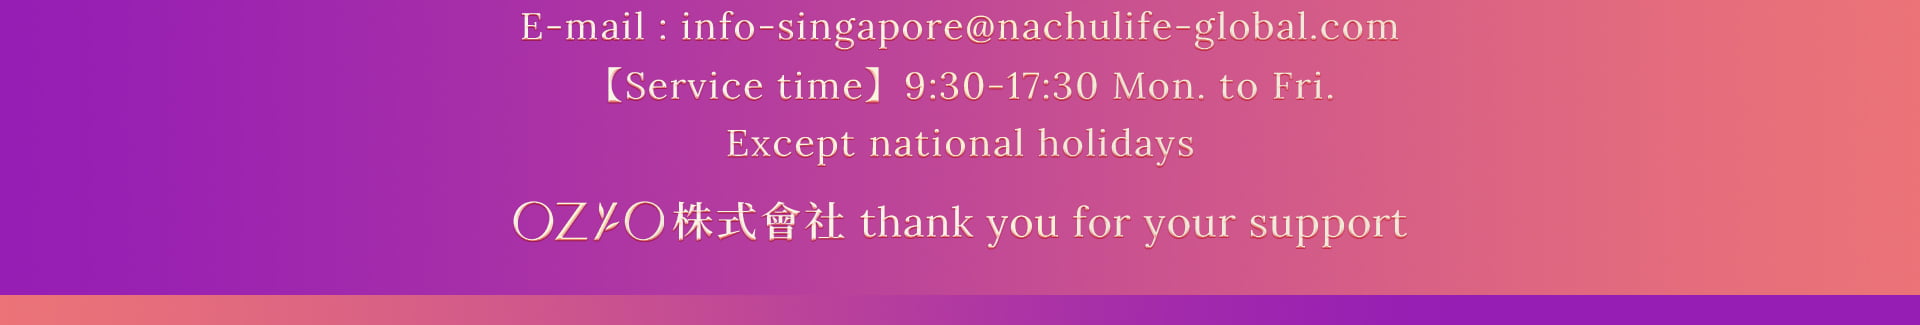 E-mail : info-singapore@nachulife-global.com
【Service time】9:30-17:30 Mon. to Fri.
Except national holidays
OZYO株式會社 thank you for your support